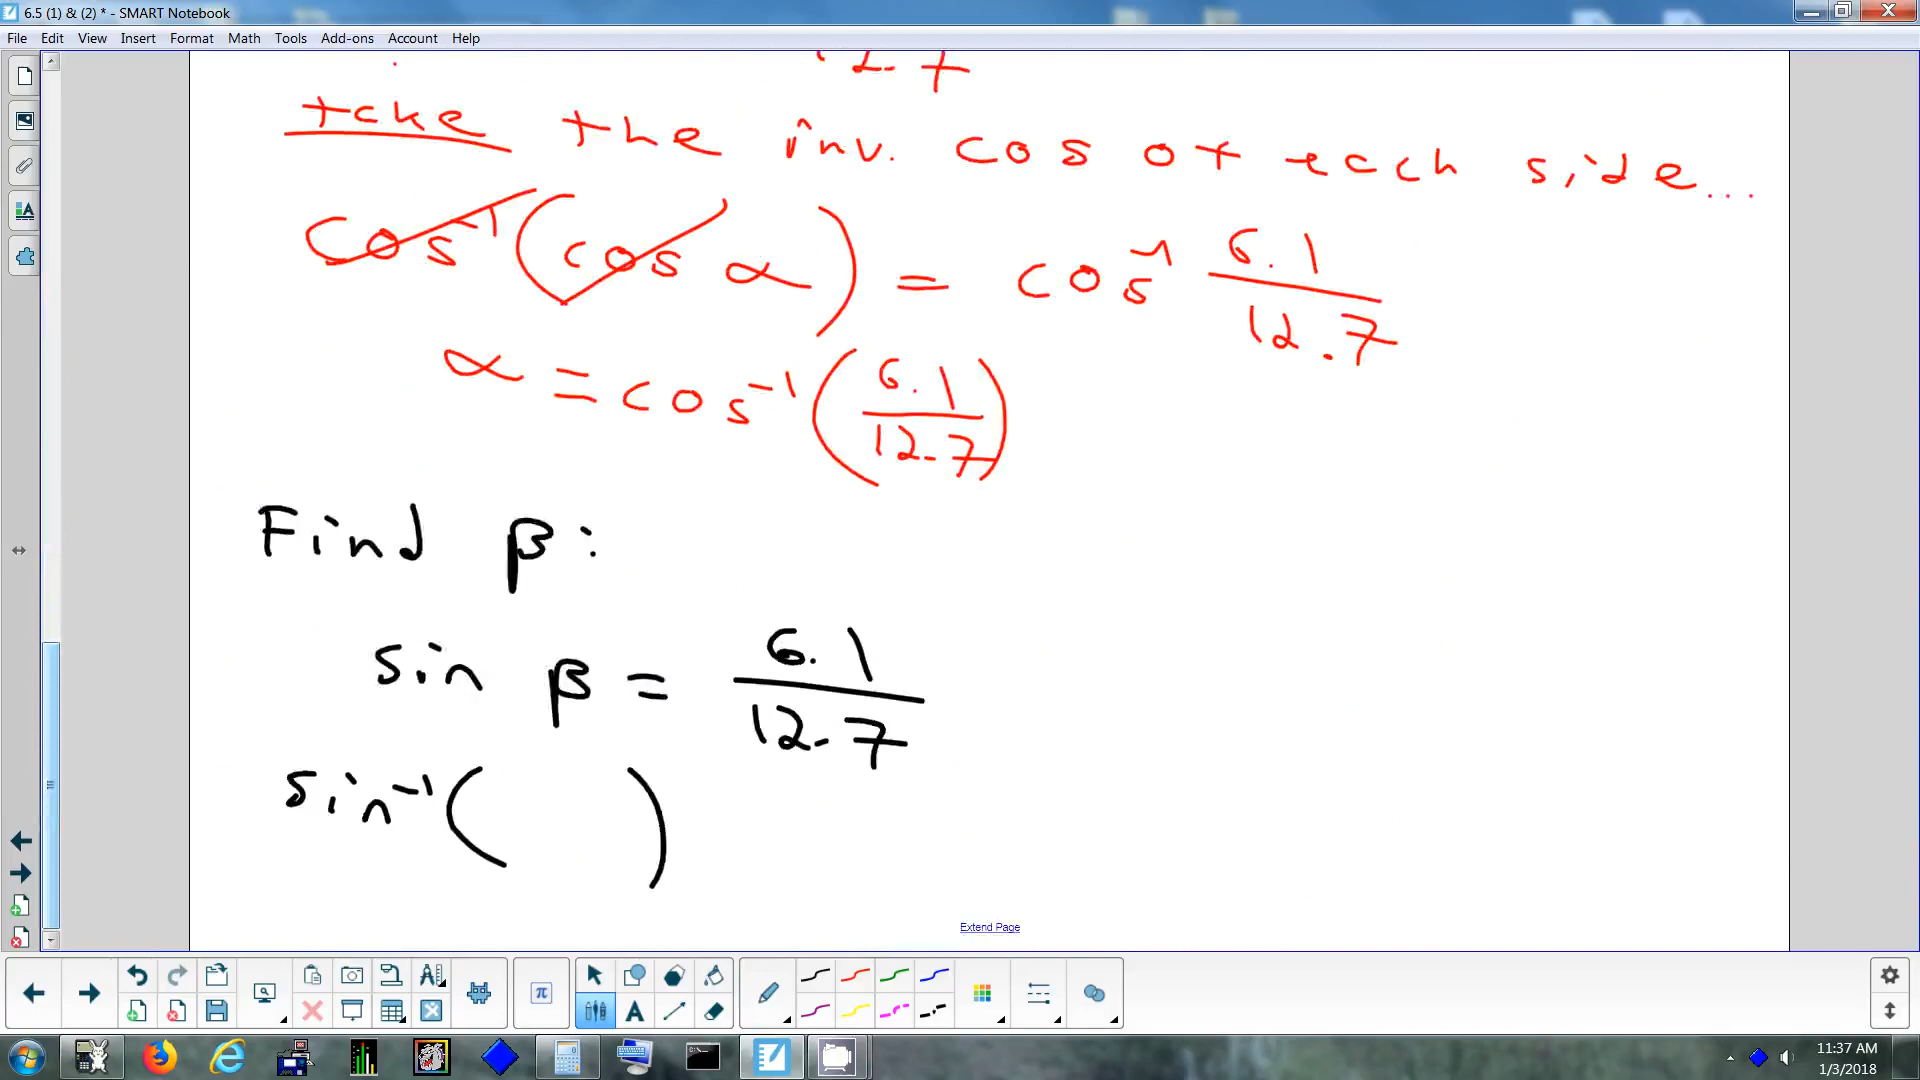 6.5 (1) & (2) * - SMART Notebook
File Edit View Insert Format Math Tools Add-ons Account Help
12.7
take the inv. cos of each side...
cos⁻¹(cos α) = cos⁻¹ 6.1/12.7
α = cos⁻¹(6.1/12.7)
Find β:
sin β = 6.1/12.7
sin⁻¹( )
Extend Page
11:37 AM
1/3/2018